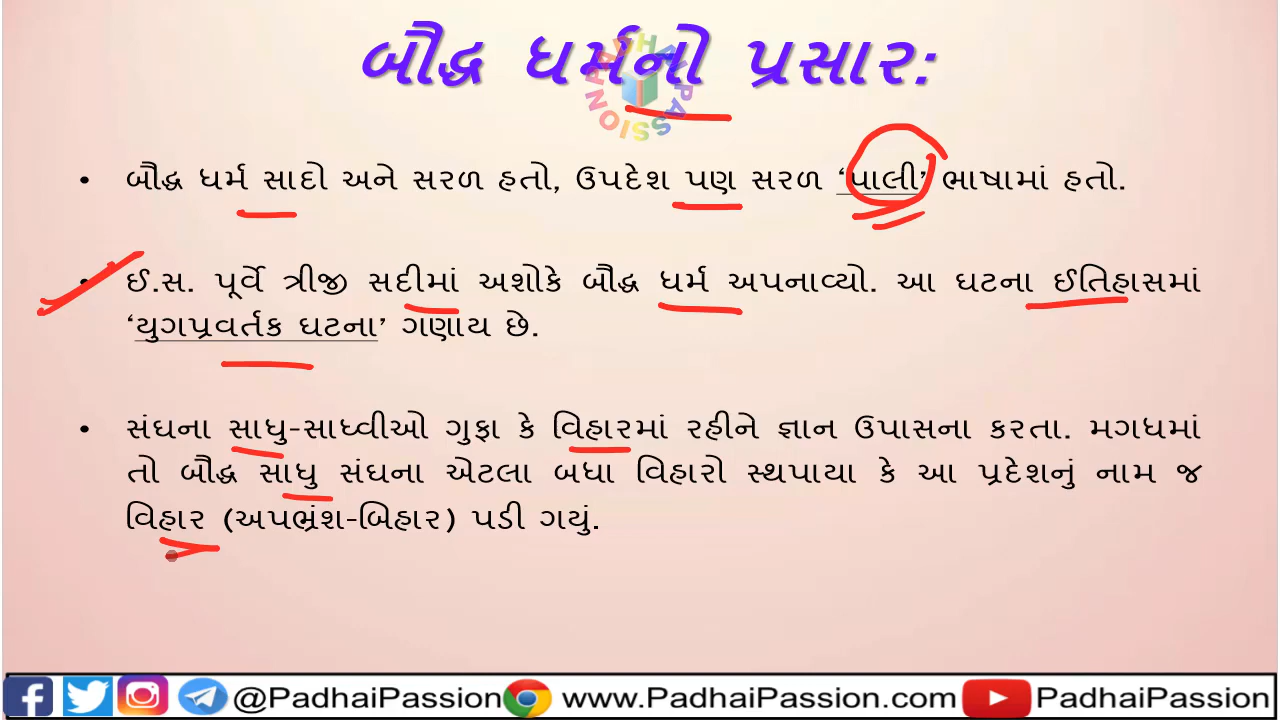 બૌદ્ધ ધર્મનો પ્રસાર:
PADHAI PASSION
• બૌદ્ધ ધર્મ સાદો અને સરળ હતો, ઉપદેશ પણ સરળ ‘પાલી’ ભાષામાં હતો.
• ઈ.સ. પૂર્વે ત્રીજી સદીમાં અશોકે બૌદ્ધ ધર્મ અપનાવ્યો. આ ઘટના ઈતિહાસમાં
‘યુગપ્રવર્તક ઘટના’ ગણાય છે.
• સંઘના સાધુ-સાધ્વીઓ ગુફા કે વિહારમાં રહીને જ્ઞાન ઉપાસના કરતા. મગધમાં
તો બૌદ્ધ સાધુ સંઘના એટલા બધા વિહારો સ્થપાયા કે આ પ્રદેશનું નામ જ
વિહાર (અપભ્રંશ-બિહાર) પડી ગયું.
@PadhaiPassion www.PadhaiPassion.com PadhaiPassion